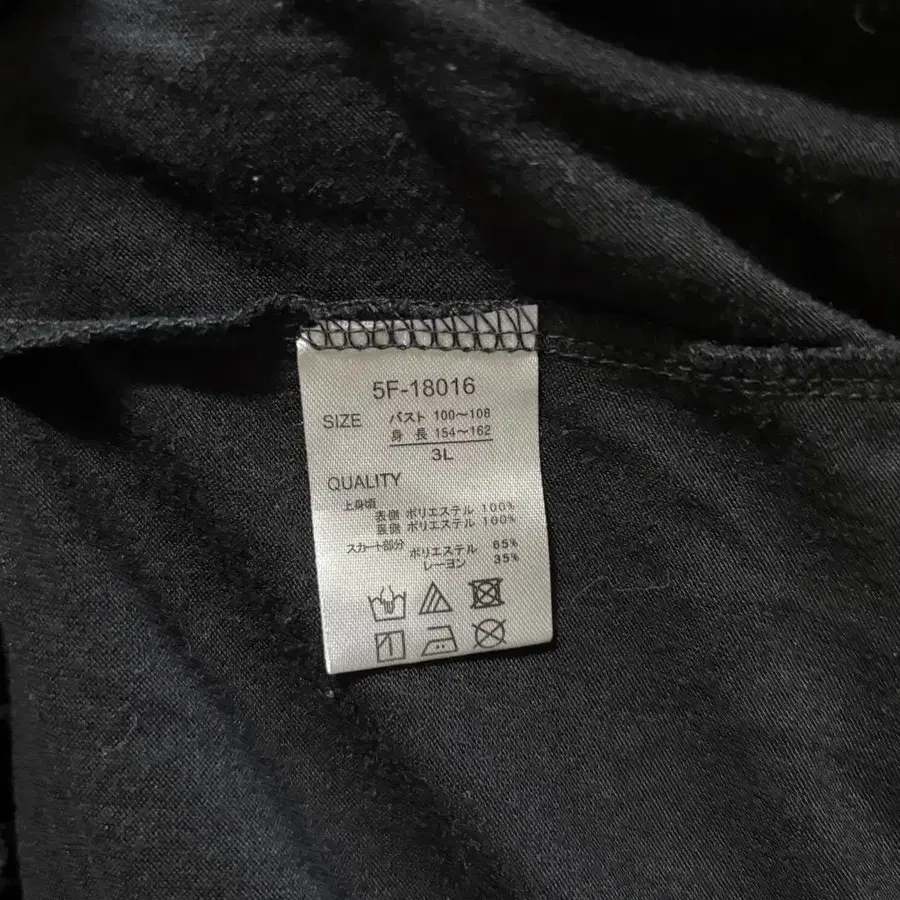 5F-18016
SIZE バスト 100〜108
身 長 154〜162
3L
QUALITY
上身頃
表側 ポリエステル 100%
裏側 ポリエステル 100%
スカート部分 ポリエステル 65%
レーヨン 35%